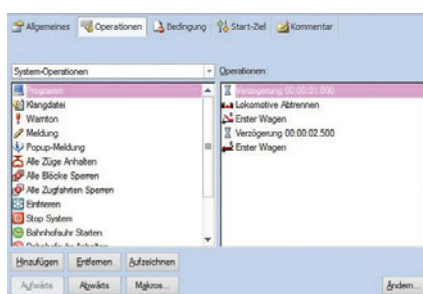 Allgemeines Operationen Bedingung Start-Ziel Kommentar
System-Operationen
Operationen:
Programm
Klangdatei
Warnton
Meldung
Popup-Meldung
Alle Züge Anhalten
Alle Blöcke Sperren
Alle Zugfahrten Sperren
Einfrieren
Stop System
Bahnhofsuhr Starten
Bahnhofsuhr Anhalten
Verzögerung 00:00:01.000
Lokomotive Abtrennen
Erster Wagen
Verzögerung 00:00:02.500
Erster Wagen
Hinzufügen Entfernen Aufzeichnen
Aufwärts Abwärts Makros... Ändern...